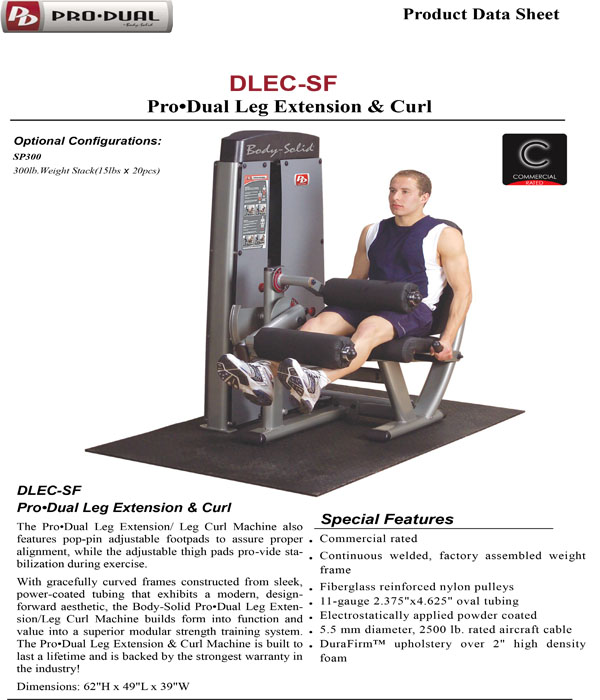 PRO•DUAL
Body-Solid
Product Data Sheet
DLEC-SF
Pro•Dual Leg Extension & Curl
Optional Configurations:
SP300
300lb.Weight Stack(15lbs x 20pcs)
Body-Solid
C
COMMERCIAL
RATED
DLEC-SF
Pro•Dual Leg Extension & Curl
The Pro•Dual Leg Extension/ Leg Curl Machine also
features pop-pin adjustable footpads to assure proper
alignment, while the adjustable thigh pads pro-vide sta-
bilization during exercise.
With gracefully curved frames constructed from sleek,
power-coated tubing that exhibits a modern, design-
forward aesthetic, the Body-Solid Pro•Dual Leg Exten-
sion/Leg Curl Machine builds form into function and
value into a superior modular strength training system.
The Pro•Dual Leg Extension & Curl Machine is built to
last a lifetime and is backed by the strongest warranty in
the industry!
Dimensions: 62"H x 49"L x 39"W
Special Features
• Commercial rated
• Continuous welded, factory assembled weight
frame
• Fiberglass reinforced nylon pulleys
• 11-gauge 2.375"x4.625" oval tubing
• Electrostatically applied powder coated
• 5.5 mm diameter, 2500 lb. rated aircraft cable
• DuraFirm™ upholstery over 2" high density
foam